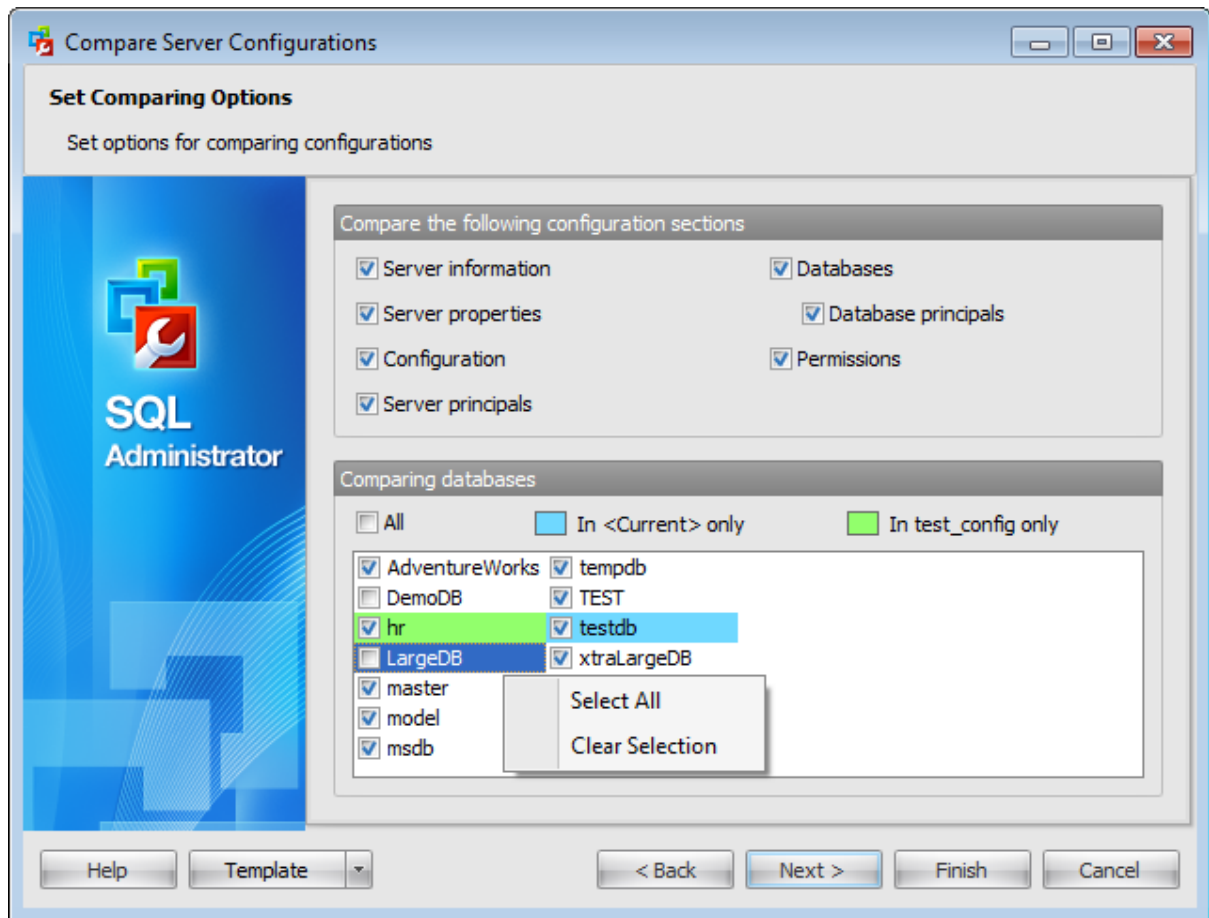 Compare Server Configurations
Set Comparing Options
Set options for comparing configurations
SQL
Administrator
Compare the following configuration sections
Server information
Databases
Server properties
Database principals
Configuration
Permissions
Server principals
Comparing databases
All
In <Current> only
In test_config only
AdventureWorks
tempdb
DemoDB
TEST
hr
testdb
LargeDB
xtraLargeDB
master
model
msdb
Select All
Clear Selection
Help
Template
< Back
Next >
Finish
Cancel